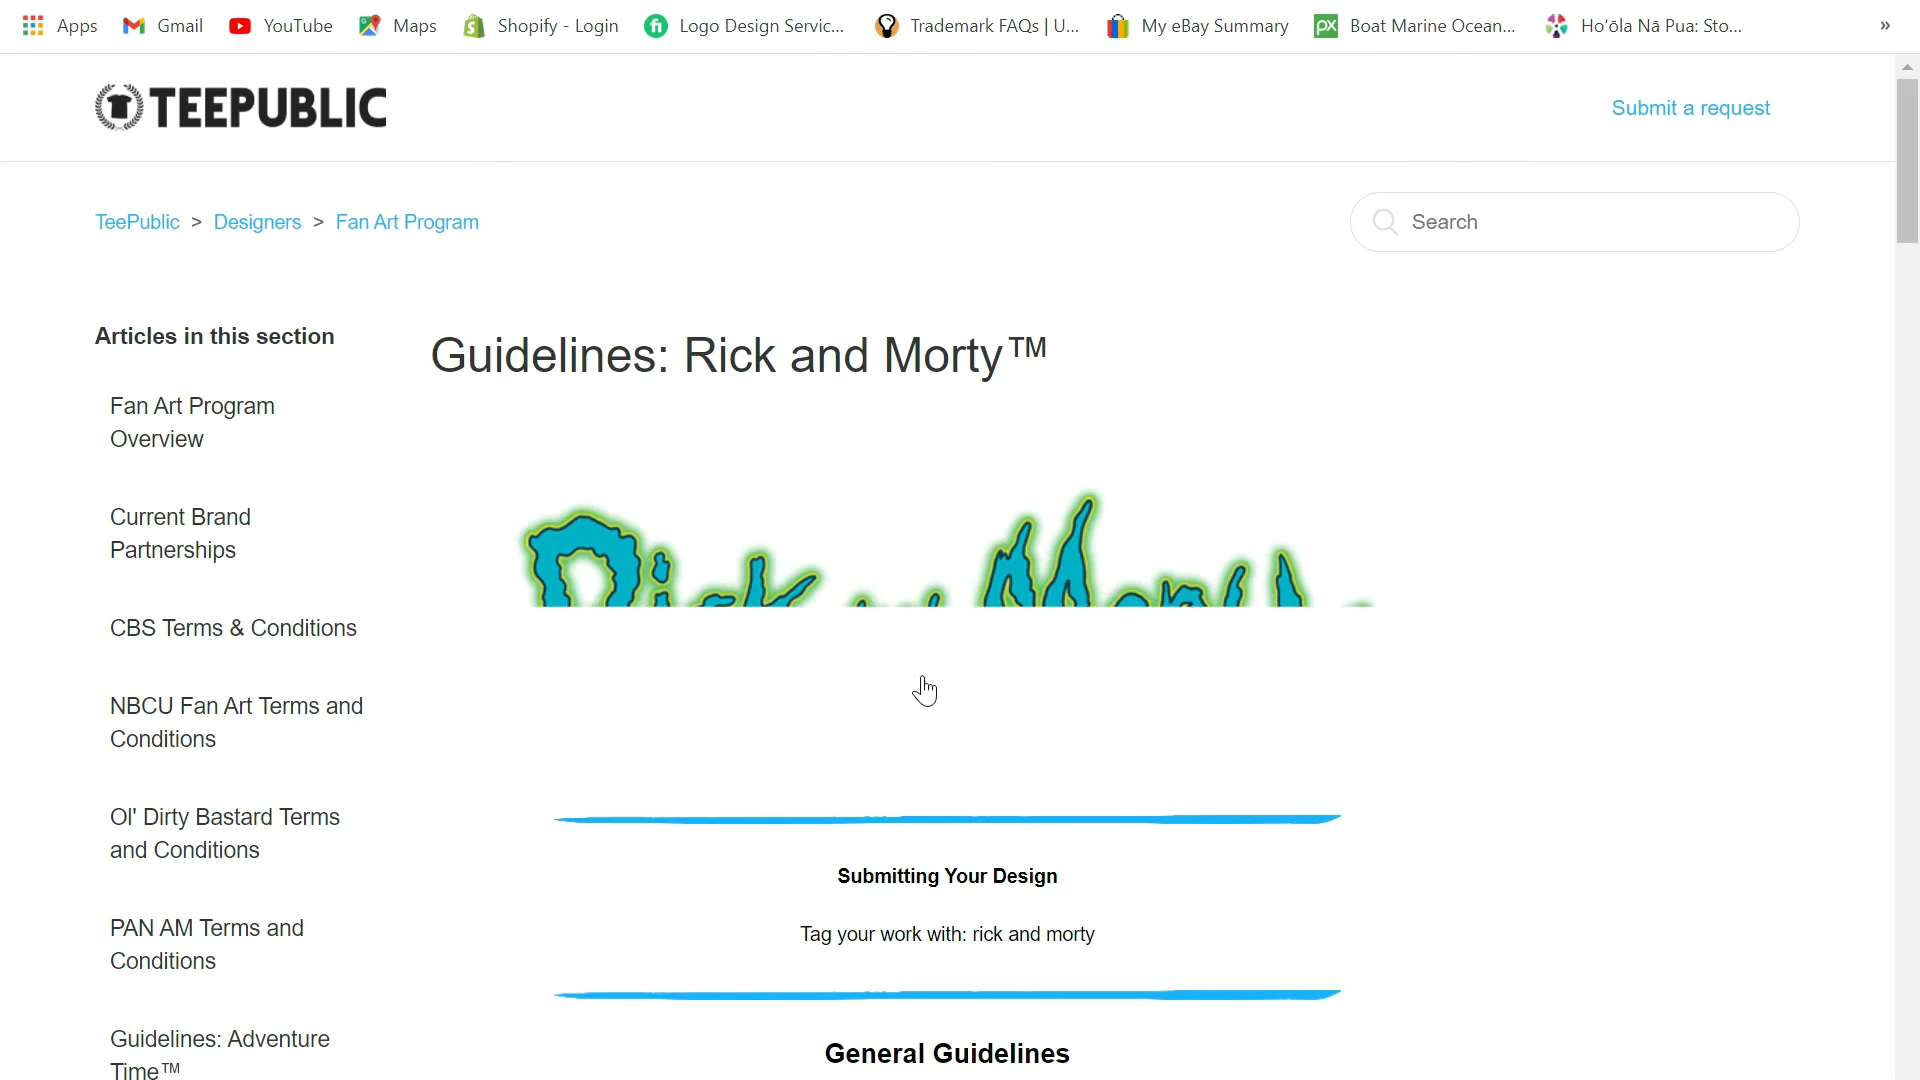 Apps Gmail YouTube Maps Shopify - Login Logo Design Servic... Trademark FAQs | U... My eBay Summary Boat Marine Ocean... Hoʻōla Nā Pua: Sto... »
TEEPUBLIC
Submit a request
TeePublic > Designers > Fan Art Program
Search
Articles in this section
Fan Art Program
Overview
Current Brand
Partnerships
CBS Terms & Conditions
NBCU Fan Art Terms and
Conditions
Ol' Dirty Bastard Terms
and Conditions
PAN AM Terms and
Conditions
Guidelines: Adventure
Time™
Guidelines: Rick and Morty™
Rick and Morty
Submitting Your Design
Tag your work with: rick and morty
General Guidelines